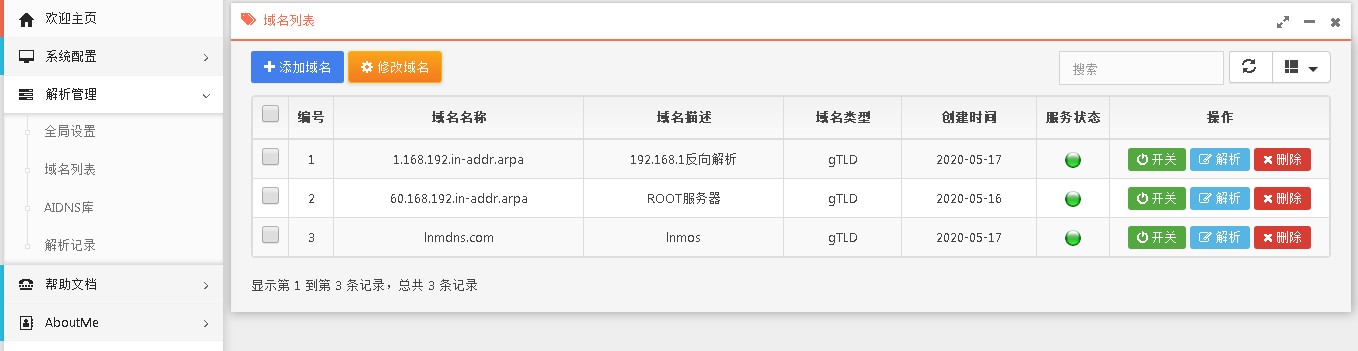 欢迎主页
系统配置
解析管理
全局设置
域名列表
AIDNS库
解析记录
帮助文档
AboutMe
域名列表
添加域名 修改域名 搜索
编号 域名名称 域名描述 域名类型 创建时间 服务状态 操作
1 1.168.192.in-addr.arpa 192.168.1反向解析 gTLD 2020-05-17 开关 解析 删除
2 60.168.192.in-addr.arpa ROOT服务器 gTLD 2020-05-16 开关 解析 删除
3 lnmdns.com lnmos gTLD 2020-05-17 开关 解析 删除
显示第 1 到第 3 条记录，总共 3 条记录